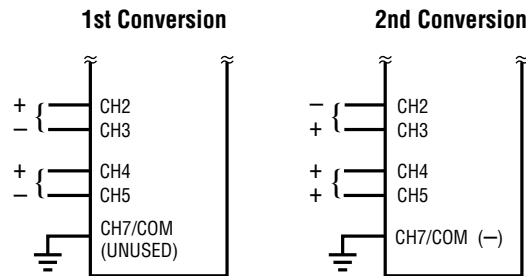 1st Conversion
+ { CH2
– CH3
+ { CH4
– CH5
CH7/COM
(UNUSED)
2nd Conversion
– { CH2
+ CH3
+ { CH4
+ CH5
CH7/COM (–)